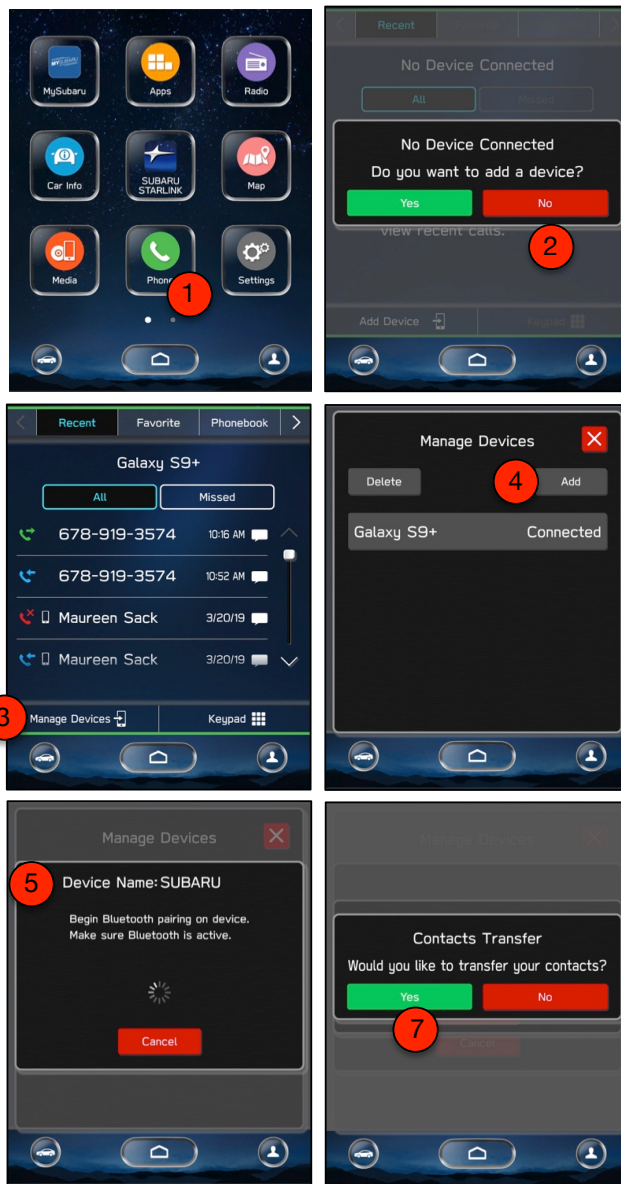 MYSUBARU
MySubaru
Apps
Radio
Car Info
SUBARU
STARLINK
Map
Media
Phone
Settings
1
Recent
No Device Connected
All
Missed
No Device Connected
Do you want to add a device?
Yes
No
view recent calls.
2
Add Device
Keypad
Recent
Favorite
Phonebook
Galaxy S9+
All
Missed
678-919-3574
10:16 AM
678-919-3574
10:52 AM
Maureen Sack
3/20/19
Maureen Sack
3/20/19
3
Manage Devices
Keypad
Manage Devices
Delete
4
Add
Galaxy S9+
Connected
Manage Devices
5
Device Name: SUBARU
Begin Bluetooth pairing on device.
Make sure Bluetooth is active.
Cancel
Manage Devices
Contacts Transfer
Would you like to transfer your contacts?
Yes
No
7
Cancel